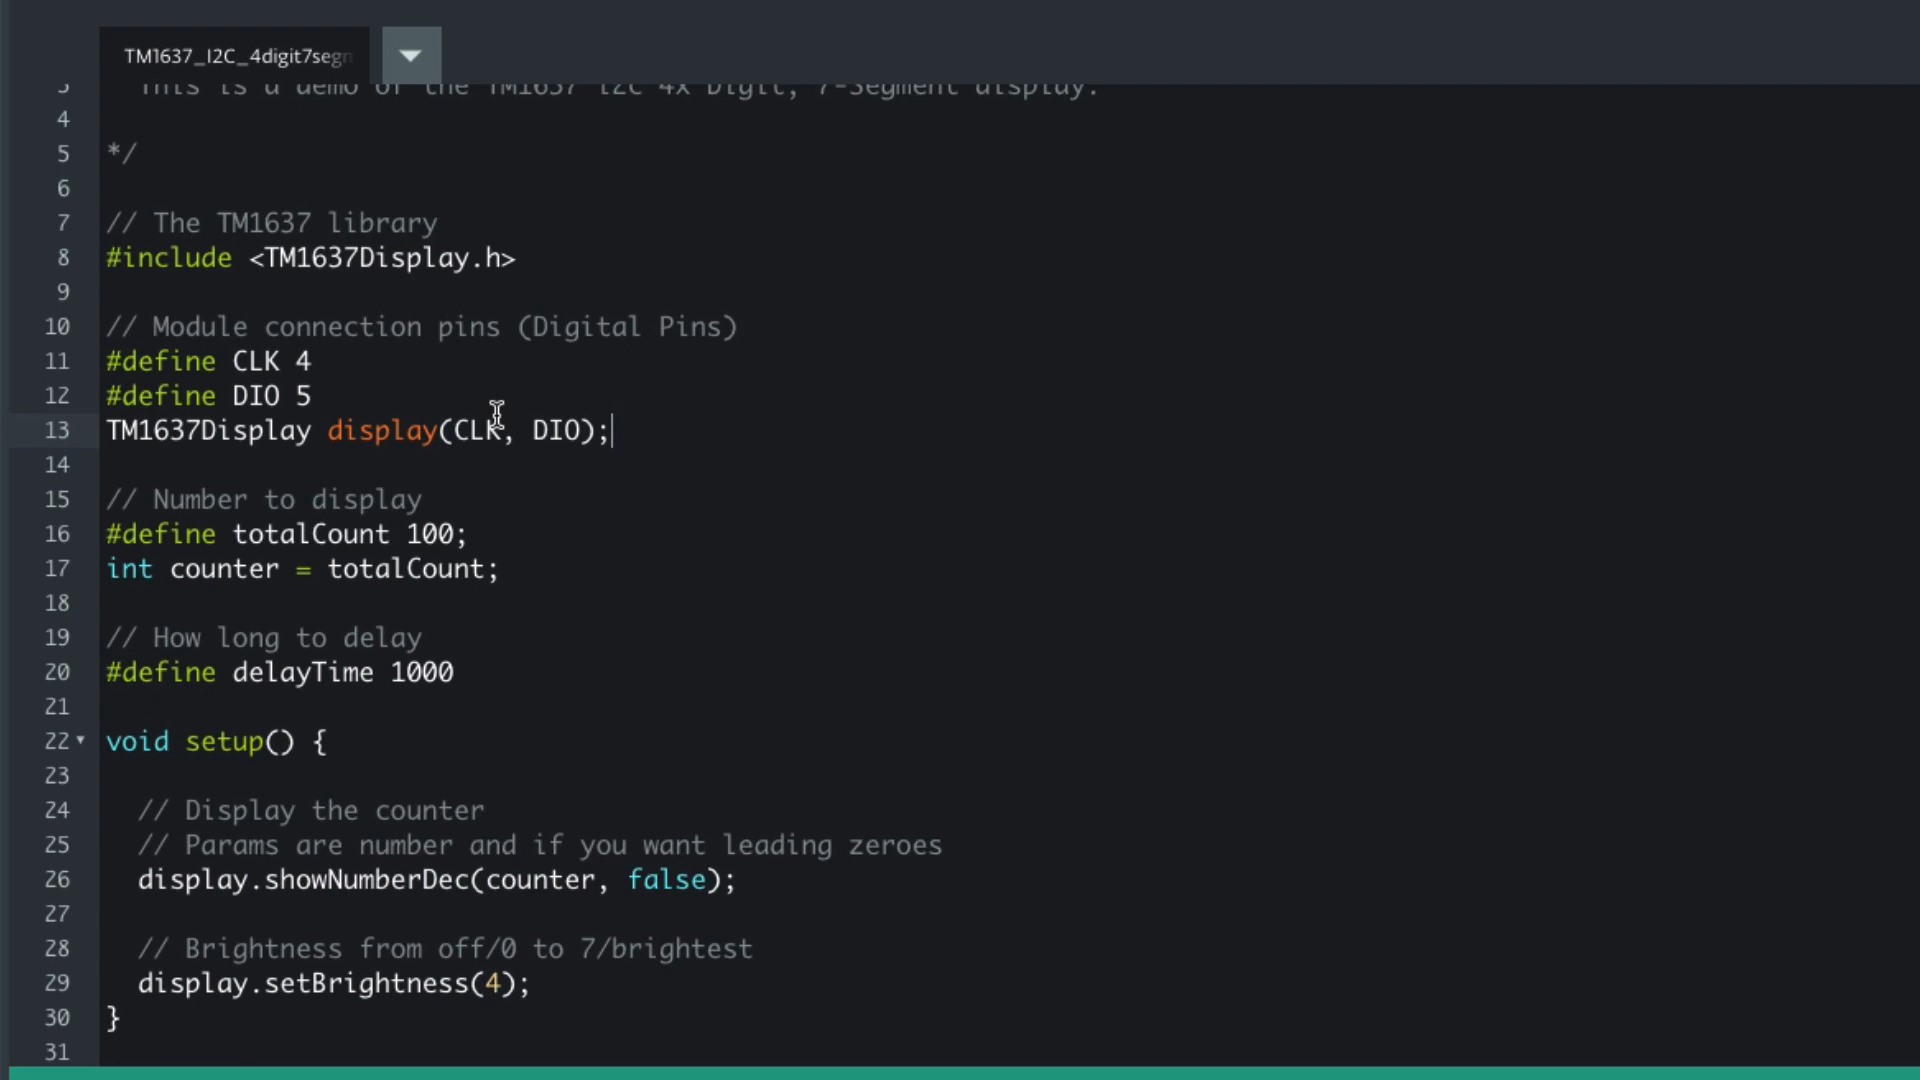 TM1637_I2C_4digit7segm
3 This is a demo of the TM1637 I2C 4x Digit, 7-Segment display.
4
5 */
6
7 // The TM1637 library
8 #include <TM1637Display.h>
9
10 // Module connection pins (Digital Pins)
11 #define CLK 4
12 #define DIO 5
13 TM1637Display display(CLK, DIO);
14
15 // Number to display
16 #define totalCount 100;
17 int counter = totalCount;
18
19 // How long to delay
20 #define delayTime 1000
21
22 void setup() {
23
24 // Display the counter
25 // Params are number and if you want leading zeroes
26 display.showNumberDec(counter, false);
27
28 // Brightness from off/0 to 7/brightest
29 display.setBrightness(4);
30 }
31